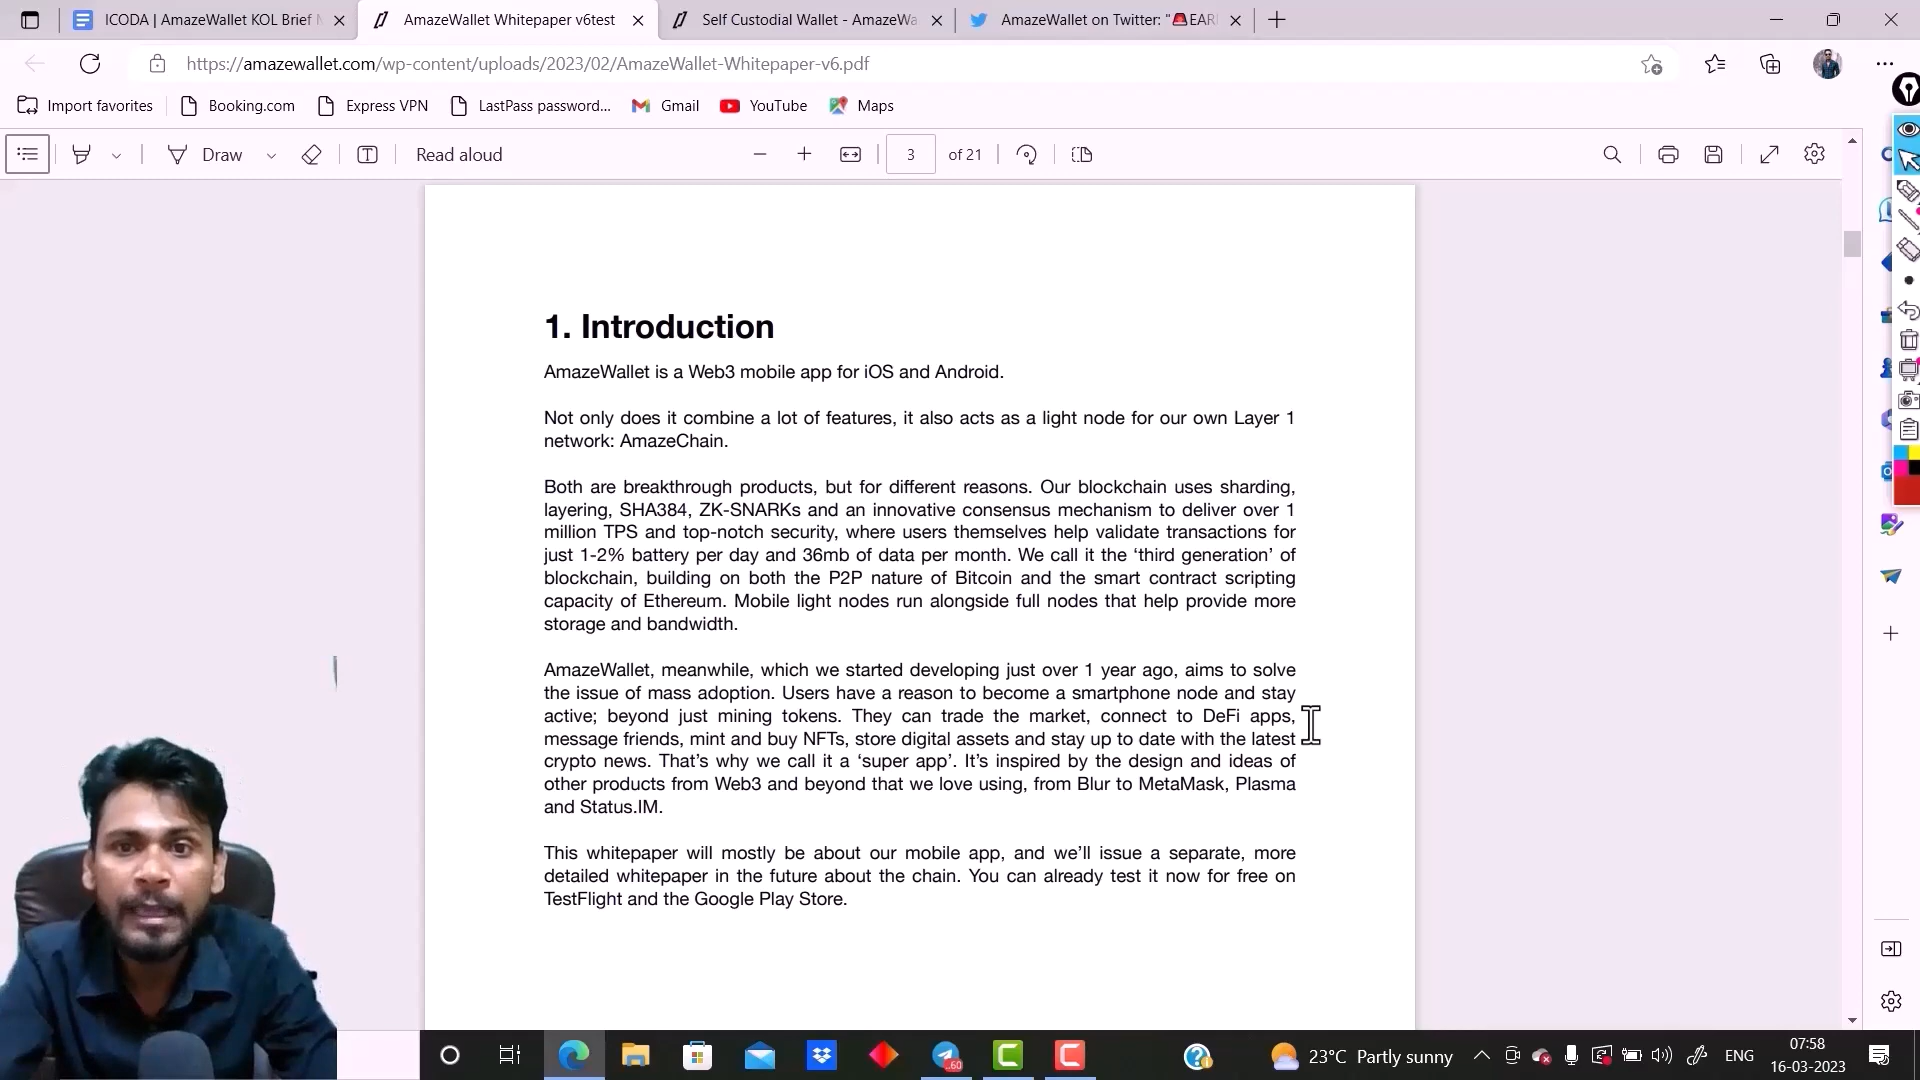 ICODA | AmazeWallet KOL Brief
AmazeWallet Whitepaper v6test
Self Custodial Wallet - AmazeWa
AmazeWallet on Twitter: "🚨EARL
https://amazewallet.com/wp-content/uploads/2023/02/AmazeWallet-Whitepaper-v6.pdf
Import favorites
Booking.com
Express VPN
LastPass password...
Gmail
YouTube
Maps
Draw
Read aloud
3
of 21
1. Introduction
AmazeWallet is a Web3 mobile app for iOS and Android.
Not only does it combine a lot of features, it also acts as a light node for our own Layer 1
network: AmazeChain.
Both are breakthrough products, but for different reasons. Our blockchain uses sharding,
layering, SHA384, ZK-SNARKs and an innovative consensus mechanism to deliver over 1
million TPS and top-notch security, where users themselves help validate transactions for
just 1-2% battery per day and 36mb of data per month. We call it the ‘third generation’ of
blockchain, building on both the P2P nature of Bitcoin and the smart contract scripting
capacity of Ethereum. Mobile light nodes run alongside full nodes that help provide more
storage and bandwidth.
AmazeWallet, meanwhile, which we started developing just over 1 year ago, aims to solve
the issue of mass adoption. Users have a reason to become a smartphone node and stay
active; beyond just mining tokens. They can trade the market, connect to DeFi apps,
message friends, mint and buy NFTs, store digital assets and stay up to date with the latest
crypto news. That’s why we call it a ‘super app’. It’s inspired by the design and ideas of
other products from Web3 and beyond that we love using, from Blur to MetaMask, Plasma
and Status.IM.
This whitepaper will mostly be about our mobile app, and we’ll issue a separate, more
detailed whitepaper in the future about the chain. You can already test it now for free on
TestFlight and the Google Play Store.
23°C Partly sunny
ENG
07:58
16-03-2023